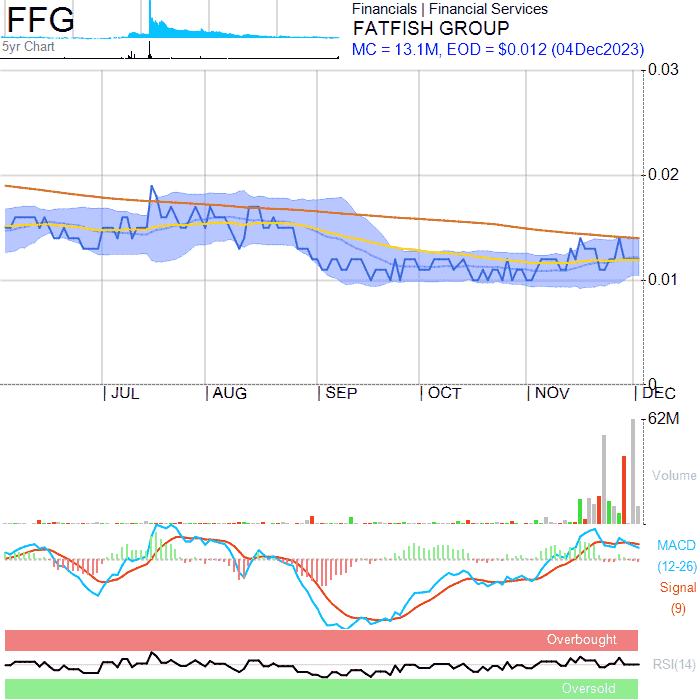 FFG
5yr Chart
Financials | Financial Services
FATFISH GROUP
MC = 13.1M, EOD = $0.012 (04Dec2023)
0.03
0.02
0.01
0
| JUL | AUG | SEP | OCT | NOV | DEC
62M
Volume
MACD
(12-26)
Signal
(9)
Overbought
RSI(14)
Oversold